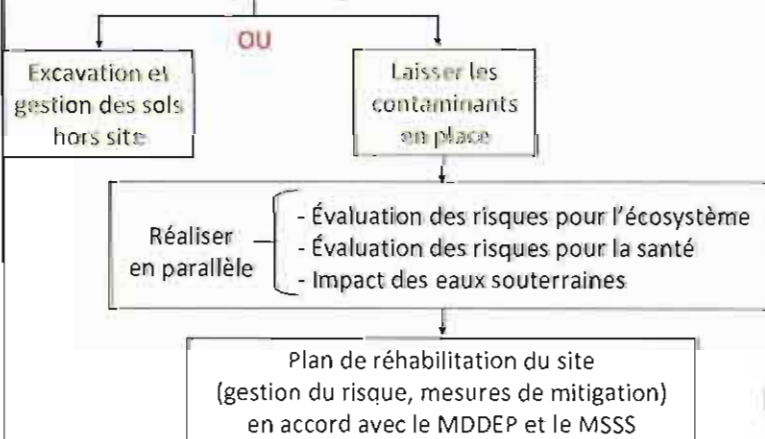 OU
Excavation et
gestion des sols
hors site
Laisser les
contaminants
en place
Réaliser
en parallèle
- Évaluation des risques pour l'écosystème
- Évaluation des risques pour la santé
- Impact des eaux souterraines
Plan de réhabilitation du site
(gestion du risque, mesures de mitigation)
en accord avec le MDDEP et le MSSS